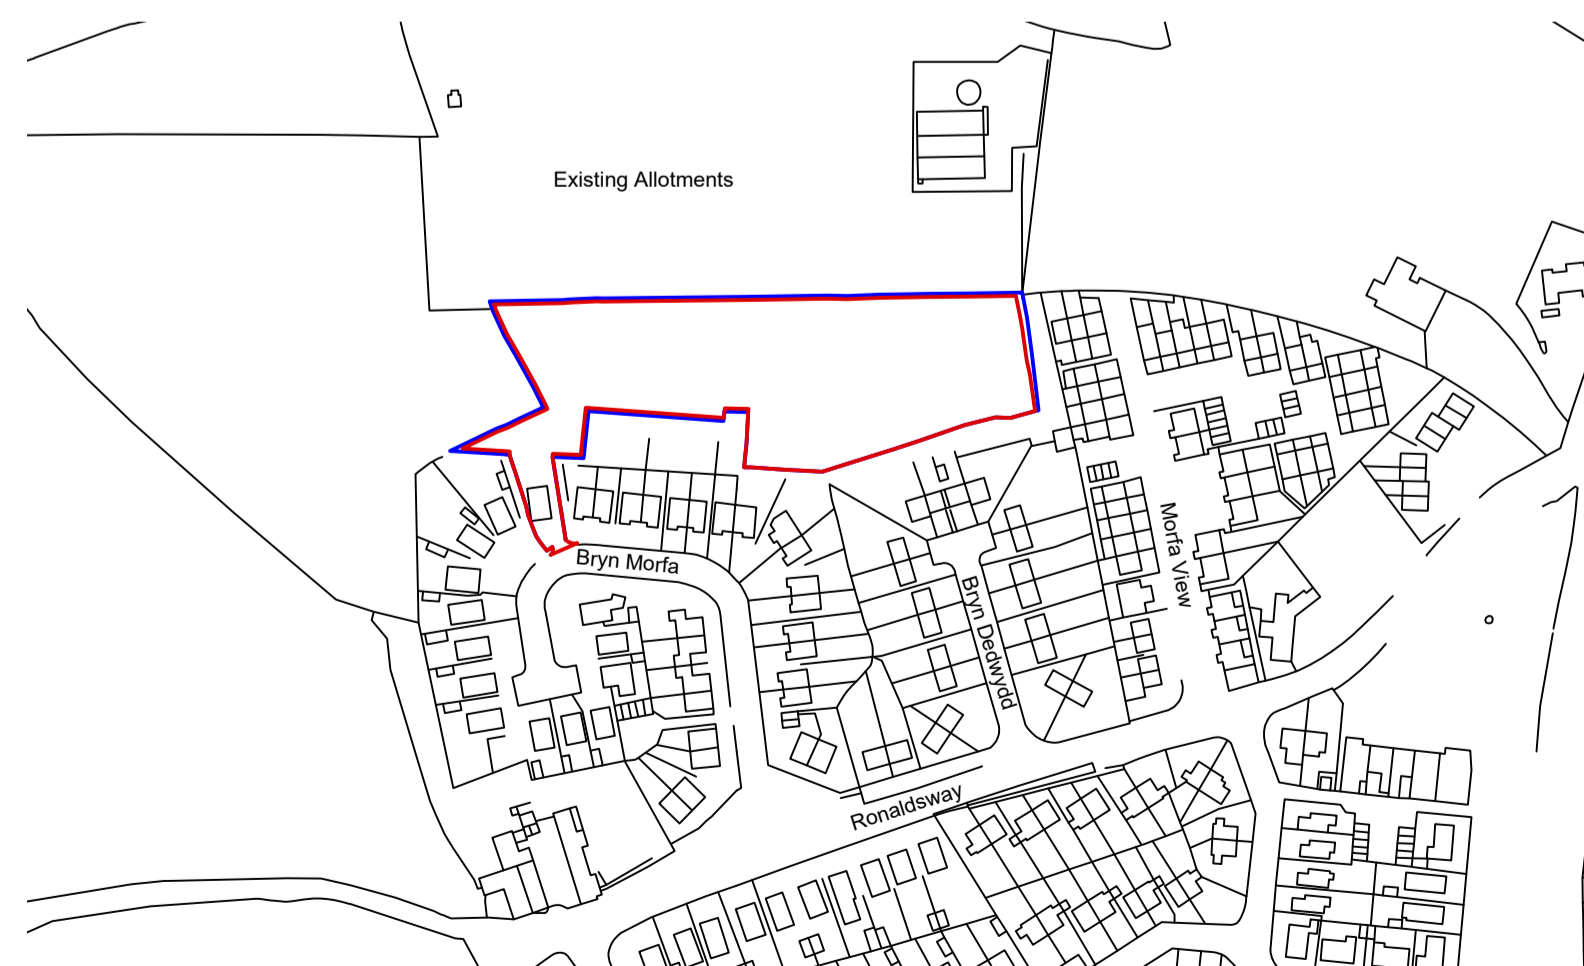 Existing Allotments
Bryn Morfa
Morfa View
Bryn Dedwydd
Ronaldsway